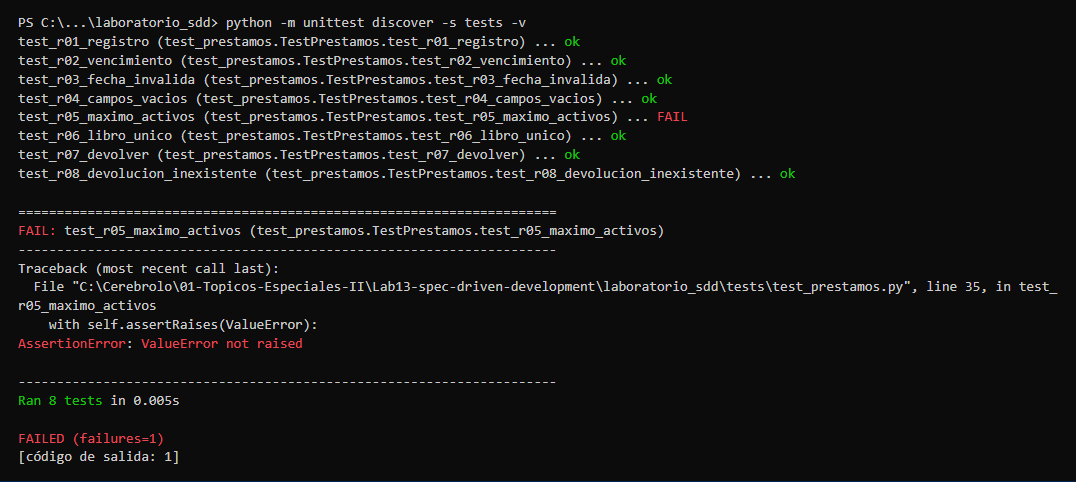 PS C:\...\laboratorio_sdd> python -m unittest discover -s tests -v
test_r01_registro (test_prestamos.TestPrestamos.test_r01_registro) ... ok
test_r02_vencimiento (test_prestamos.TestPrestamos.test_r02_vencimiento) ... ok
test_r03_fecha_invalida (test_prestamos.TestPrestamos.test_r03_fecha_invalida) ... ok
test_r04_campos_vacios (test_prestamos.TestPrestamos.test_r04_campos_vacios) ... ok
test_r05_maximo_activos (test_prestamos.TestPrestamos.test_r05_maximo_activos) ... FAIL
test_r06_libro_unico (test_prestamos.TestPrestamos.test_r06_libro_unico) ... ok
test_r07_devolver (test_prestamos.TestPrestamos.test_r07_devolver) ... ok
test_r08_devolucion_inexistente (test_prestamos.TestPrestamos.test_r08_devolucion_inexistente) ... ok

======================================================================
FAIL: test_r05_maximo_activos (test_prestamos.TestPrestamos.test_r05_maximo_activos)
----------------------------------------------------------------------
Traceback (most recent call last):
  File "C:\Cerebrolo\01-Topicos-Especiales-II\Lab13-spec-driven-development\laboratorio_sdd\tests\test_prestamos.py", line 35, in test_
r05_maximo_activos
    with self.assertRaises(ValueError):
AssertionError: ValueError not raised

----------------------------------------------------------------------
Ran 8 tests in 0.005s

FAILED (failures=1)
[código de salida: 1]